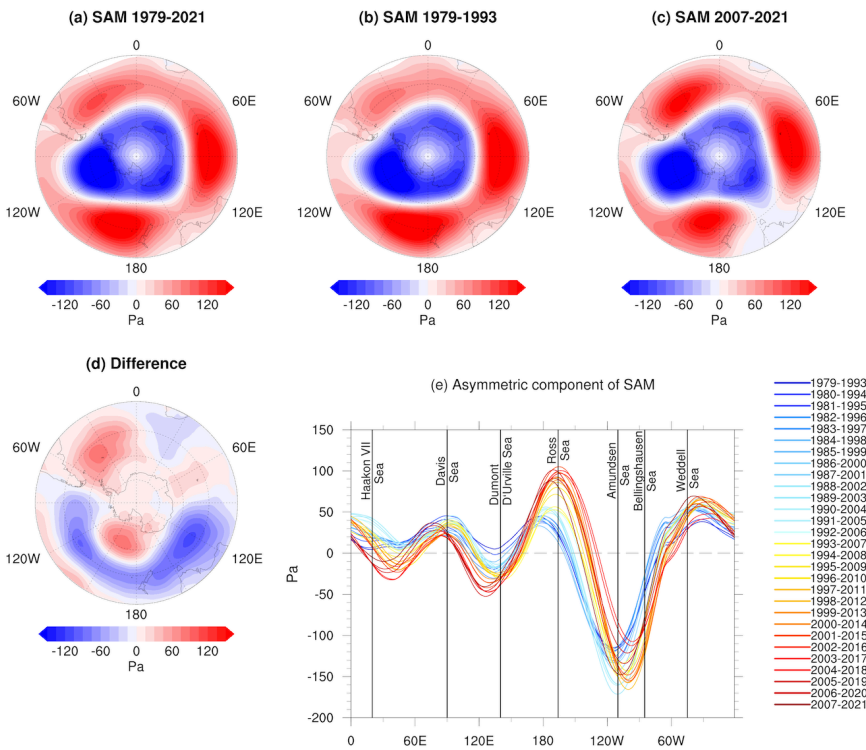 (a) SAM 1979-2021
0
60W
60E
120W
120E
180
-120 -60 0 60 120
Pa
(b) SAM 1979-1993
0
60W
60E
120W
120E
180
-120 -60 0 60 120
Pa
(c) SAM 2007-2021
0
60W
60E
120W
120E
180
-120 -60 0 60 120
Pa
(d) Difference
0
60W
60E
120W
120E
180
-120 -60 0 60 120
Pa
(e) Asymmetric component of SAM
150
100
50
0
-50
-100
-150
-200
Pa
Haakon VII
Sea
Davis
Sea
Dumont
D'Urville Sea
Ross
Sea
Amundsen
Sea
Bellingshausen
Sea
Weddell
Sea
0 60E 120E 180 120W 60W
1979-1993
1980-1994
1981-1995
1982-1996
1983-1997
1984-1998
1985-1999
1986-2000
1987-2001
1988-2002
1989-2003
1990-2004
1991-2005
1992-2006
1993-2007
1994-2008
1995-2009
1996-2010
1997-2011
1998-2012
1999-2013
2000-2014
2001-2015
2002-2016
2003-2017
2004-2018
2005-2019
2006-2020
2007-2021